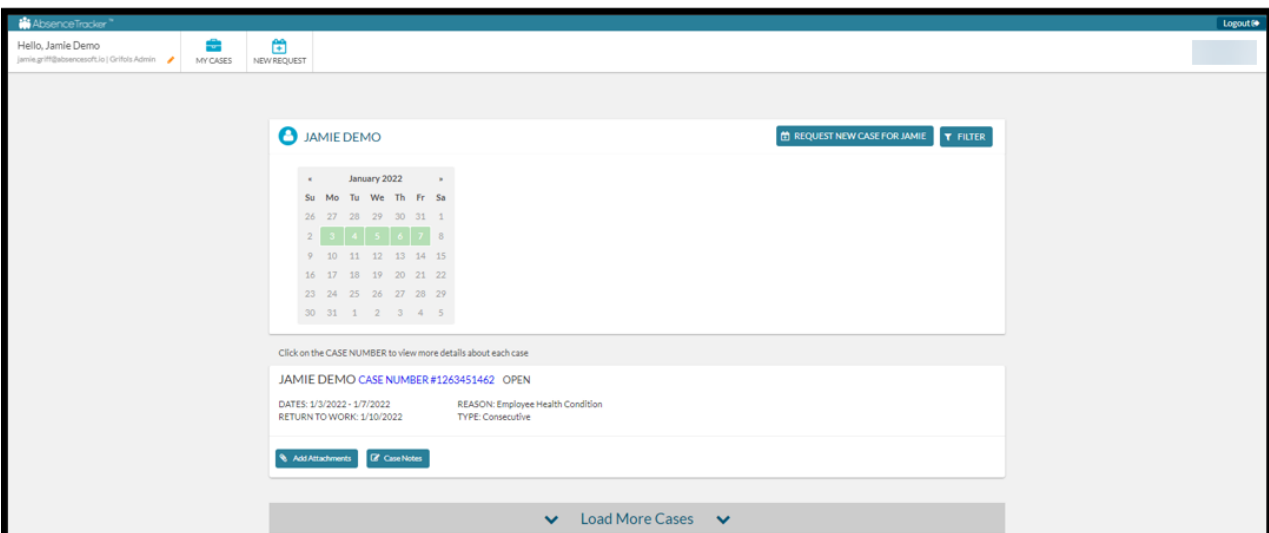 AbsenceTracker™
Logout
Hello, Jamie Demo
jamie.griff@absencesoft.io | Grifols Admin
MY CASES
NEW REQUEST
JAMIE DEMO
REQUEST NEW CASE FOR JAMIE
FILTER
« January 2022 »
Su Mo Tu We Th Fr Sa
26 27 28 29 30 31 1
2 3 4 5 6 7 8
9 10 11 12 13 14 15
16 17 18 19 20 21 22
23 24 25 26 27 28 29
30 31 1 2 3 4 5
Click on the CASE NUMBER to view more details about each case
JAMIE DEMO CASE NUMBER #1263451462 OPEN
DATES: 1/3/2022 - 1/7/2022 REASON: Employee Health Condition
RETURN TO WORK: 1/10/2022 TYPE: Consecutive
Add Attachments Case Notes
Load More Cases